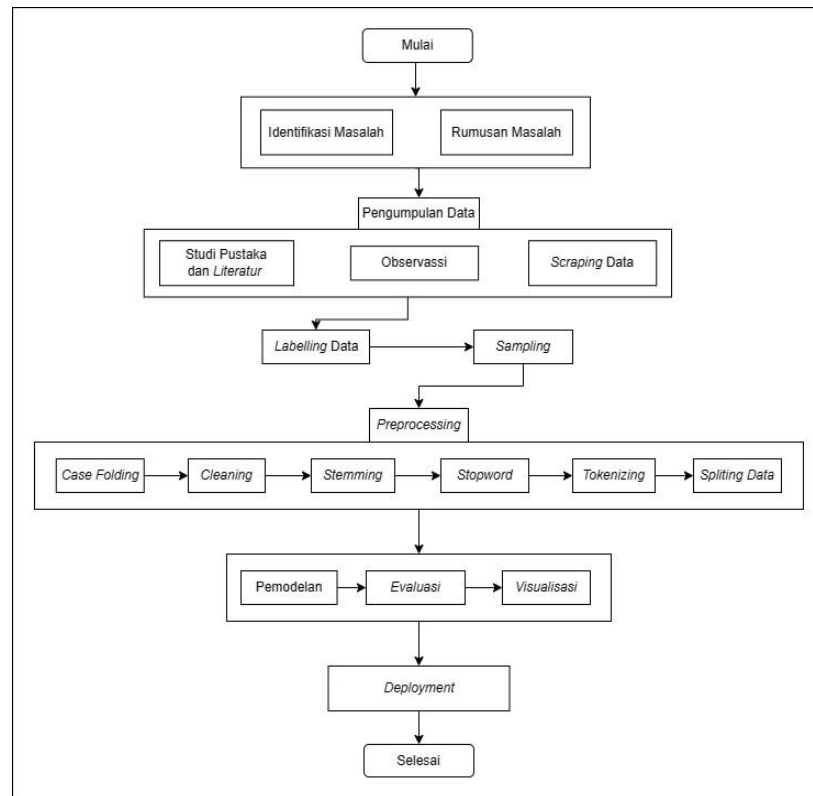 Mulai
Identifikasi Masalah
Rumusan Masalah
Pengumpulan Data
Studi Pustaka
dan Literatur
Observassi
Scraping Data
Labelling Data
Sampling
Preprocessing
Case Folding
Cleaning
Stemming
Stopword
Tokenizing
Spliting Data
Pemodelan
Evaluasi
Visualisasi
Deployment
Selesai